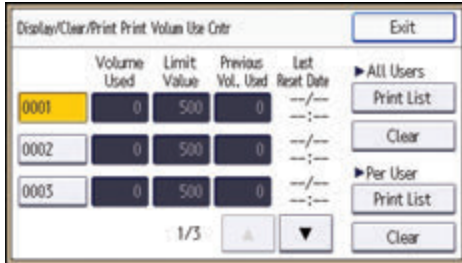 Display/Clear/Print Print Volum Use Cntr
Exit
Volume Used
Limit Value
Previous Vol. Used
Last Reset Date
0001 0 500 0 --/-- --:--
0002 0 500 0 --/-- --:--
0003 0 500 0 --/-- --:--
1/3
▲
▼
►All Users
Print List
Clear
►Per User
Print List
Clear